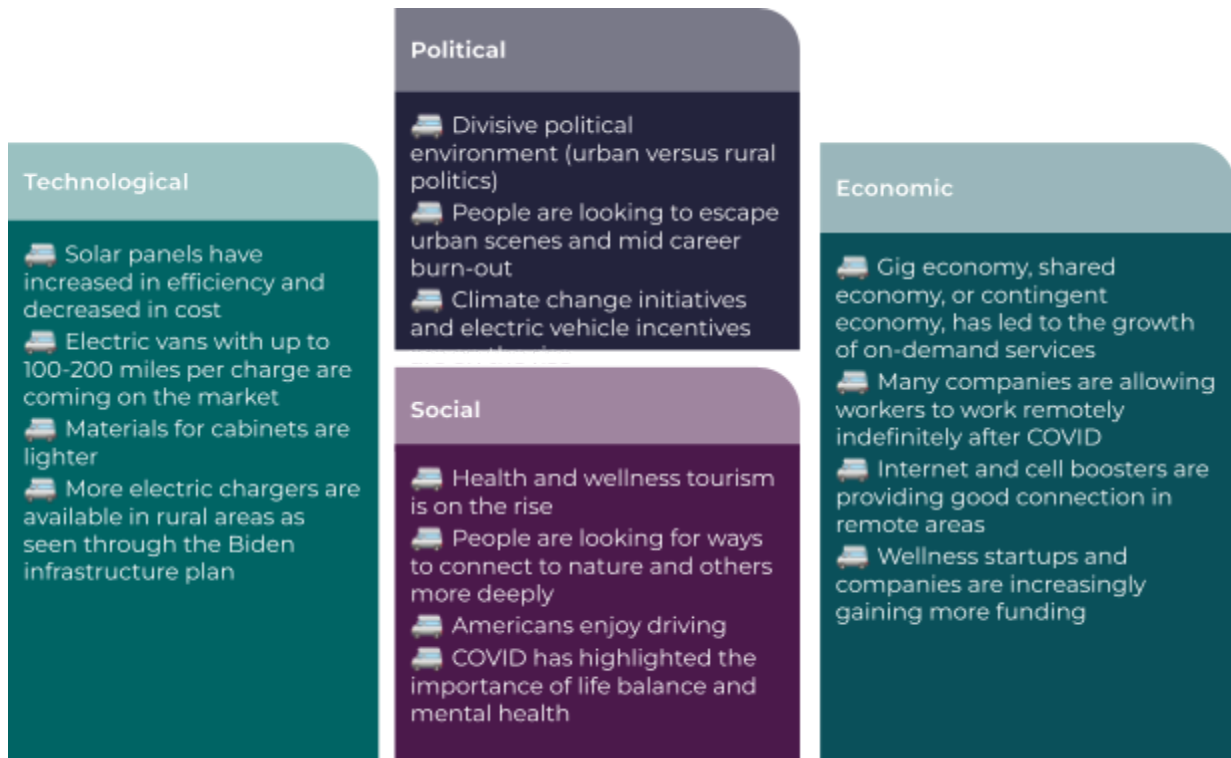 Political
🚐 Divisive political
environment (urban versus rural
politics)
🚐 People are looking to escape
urban scenes and mid career
burn-out
🚐 Climate change initiatives
and electric vehicle incentives
Technological
🚐 Solar panels have
increased in efficiency and
decreased in cost
🚐 Electric vans with up to
100-200 miles per charge are
coming on the market
🚐 Materials for cabinets are
lighter
🚐 More electric chargers are
available in rural areas as
seen through the Biden
infrastructure plan
Social
🚐 Health and wellness tourism
is on the rise
🚐 People are looking for ways
to connect to nature and others
more deeply
🚐 Americans enjoy driving
🚐 COVID has highlighted the
importance of life balance and
mental health
Economic
🚐 Gig economy, shared
economy, or contingent
economy, has led to the growth
of on-demand services
🚐 Many companies are allowing
workers to work remotely
indefinitely after COVID
🚐 Internet and cell boosters are
providing good connection in
remote areas
🚐 Wellness startups and
companies are increasingly
gaining more funding